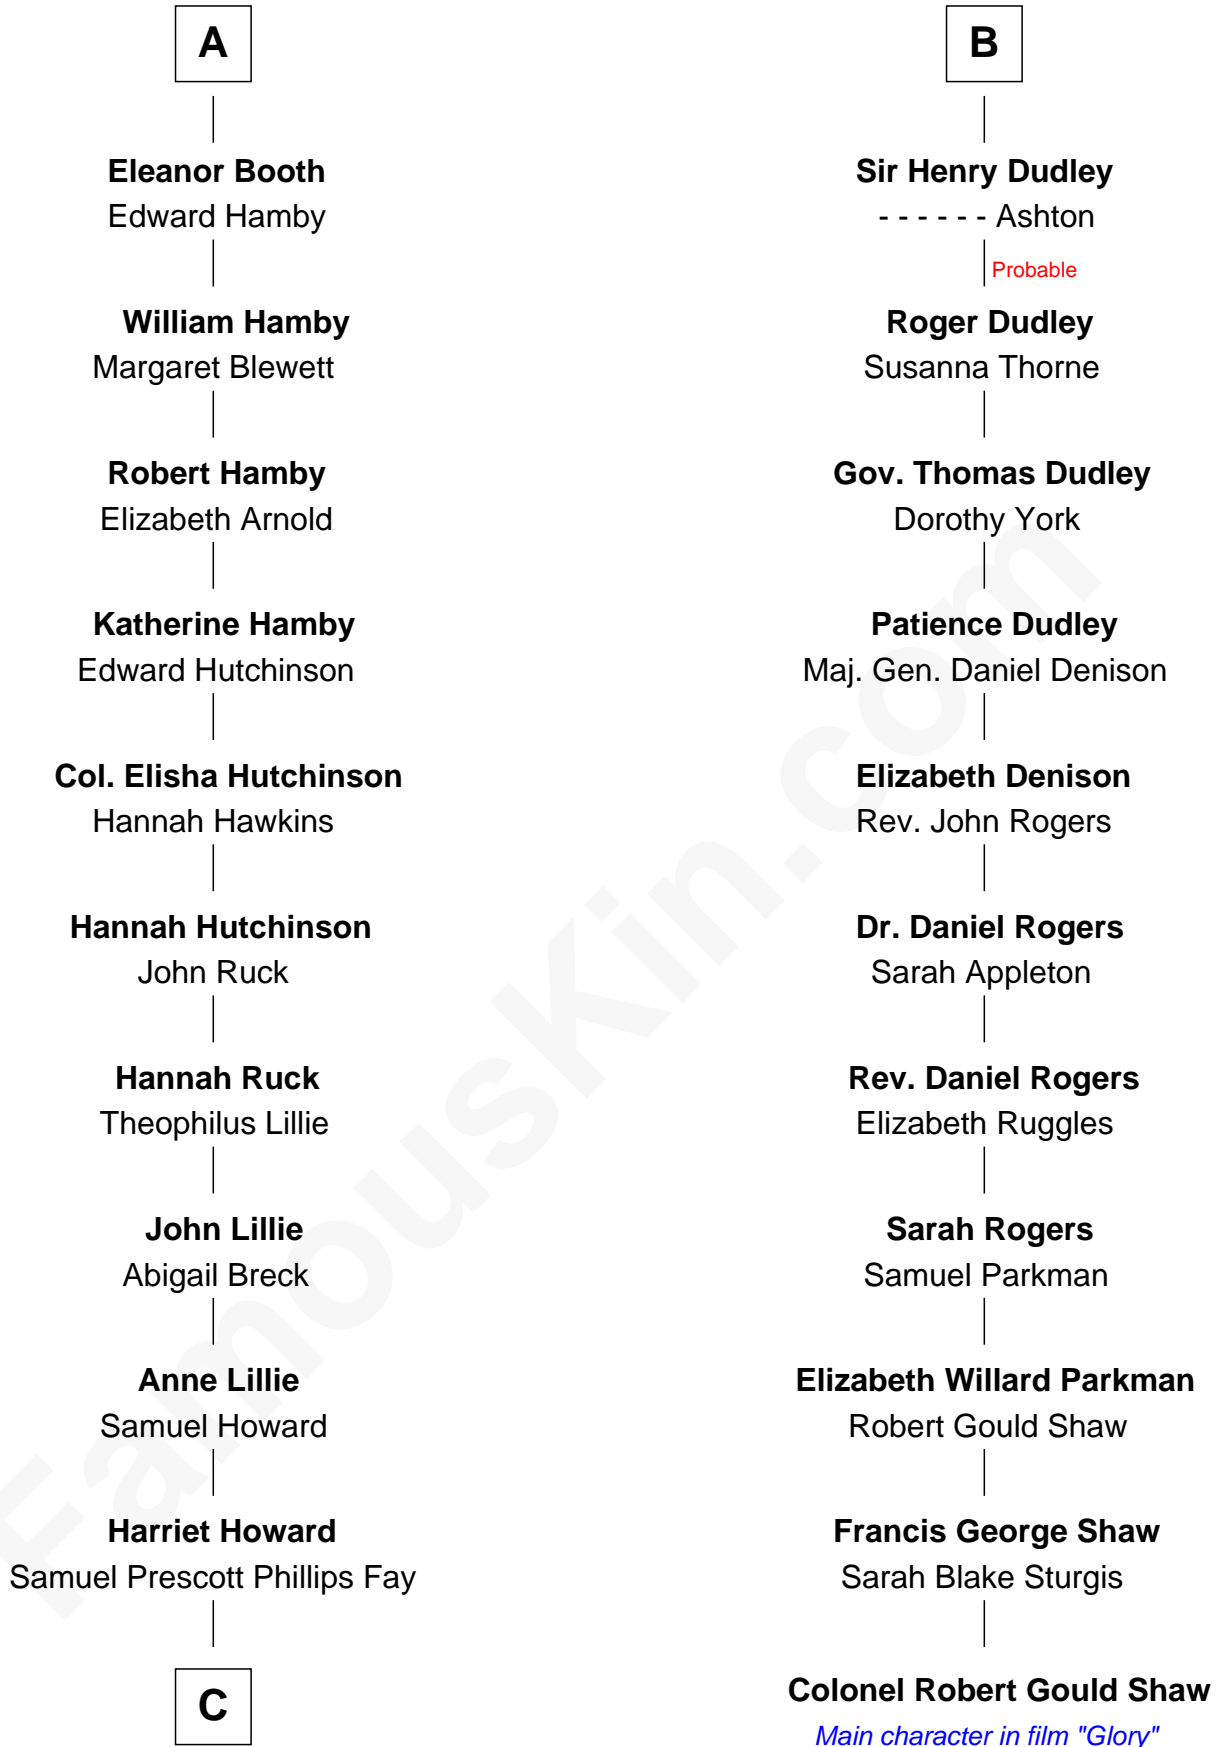 A
Eleanor Booth
Edward Hamby
William Hamby
Margaret Blewett
Robert Hamby
Elizabeth Arnold
Katherine Hamby
Edward Hutchinson
Col. Elisha Hutchinson
Hannah Hawkins
Hannah Hutchinson
John Ruck
Hannah Ruck
Theophilus Lillie
John Lillie
Abigail Breck
Anne Lillie
Samuel Howard
Harriet Howard
Samuel Prescott Phillips Fay
C
B
Sir Henry Dudley
- - - - - - Ashton
Probable
Roger Dudley
Susanna Thorne
Gov. Thomas Dudley
Dorothy York
Patience Dudley
Maj. Gen. Daniel Denison
Elizabeth Denison
Rev. John Rogers
Dr. Daniel Rogers
Sarah Appleton
Rev. Daniel Rogers
Elizabeth Ruggles
Sarah Rogers
Samuel Parkman
Elizabeth Willard Parkman
Robert Gould Shaw
Francis George Shaw
Sarah Blake Sturgis
Colonel Robert Gould Shaw
Main character in film "Glory"
FamousKin.com